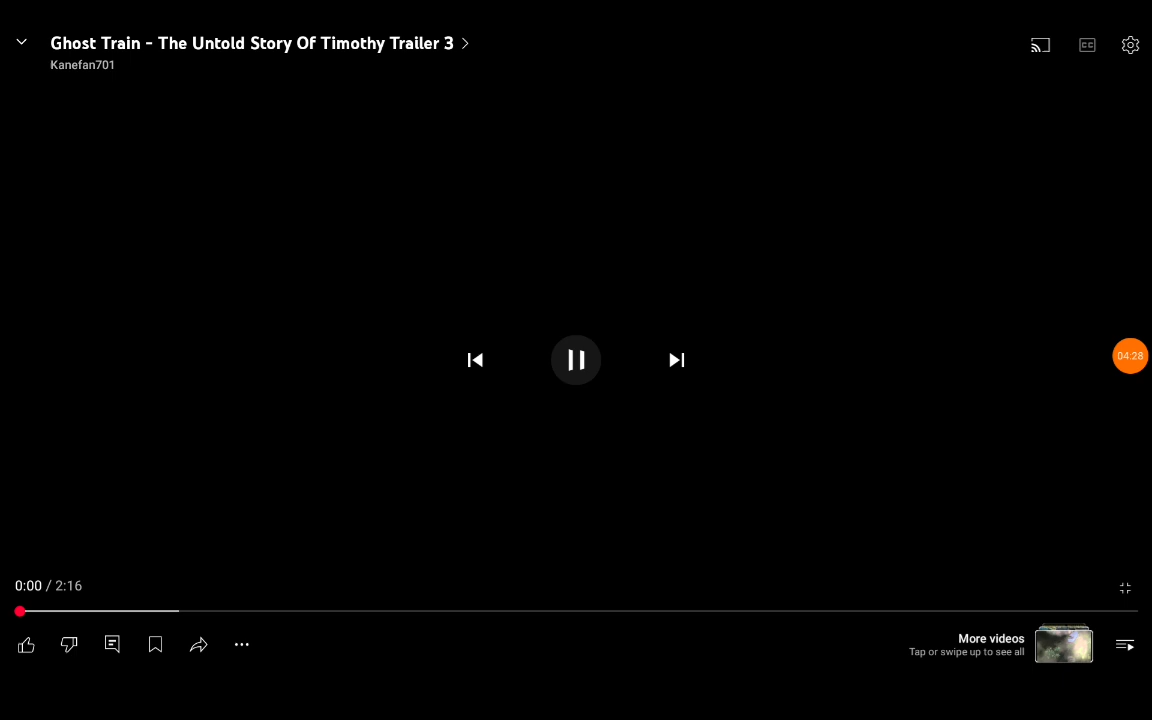 Ghost Train - The Untold Story Of Timothy Trailer 3
Kanefan701
CC
04:28
0:00 / 2:16
More videos
Tap or swipe up to see all